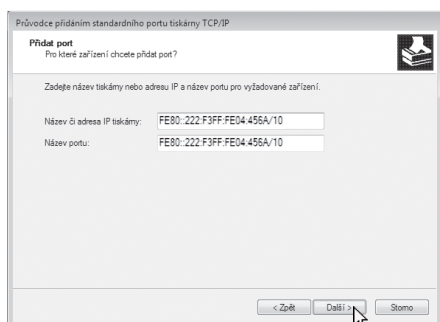 Průvodce přidáním standardního portu tiskárny TCP/IP
Přidat port
Pro které zařízení chcete přidat port?
Zadejte název tiskárny nebo adresu IP a název portu pro vyžadované zařízení.
Název či adresa IP tiskárny: FE80::222:F3FF:FE04:456A/10
Název portu: FE80::222:F3FF:FE04:456A/10
< Zpět Další > Storno